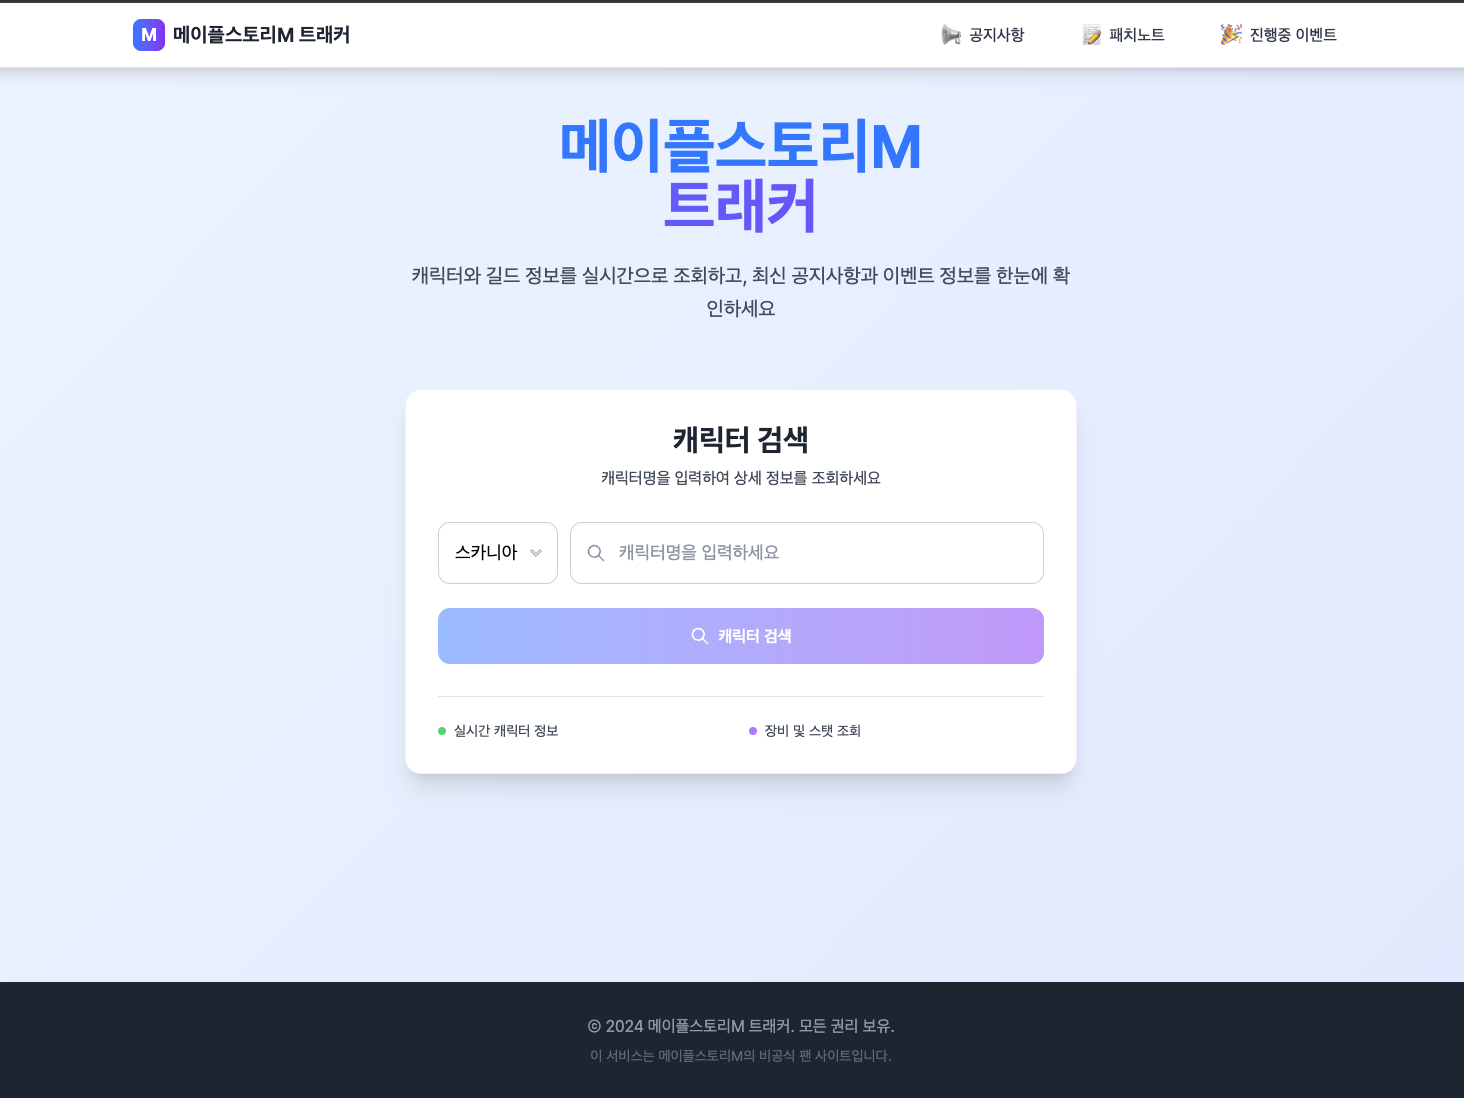 M 메이플스토리M 트래커
공지사항
패치노트
진행중 이벤트
메이플스토리M
트래커
캐릭터와 길드 정보를 실시간으로 조회하고, 최신 공지사항과 이벤트 정보를 한눈에 확
인하세요
캐릭터 검색
캐릭터명을 입력하여 상세 정보를 조회하세요
스카니아
캐릭터명을 입력하세요
캐릭터 검색
실시간 캐릭터 정보
장비 및 스탯 조회
© 2024 메이플스토리M 트래커. 모든 권리 보유.
이 서비스는 메이플스토리M의 비공식 팬 사이트입니다.